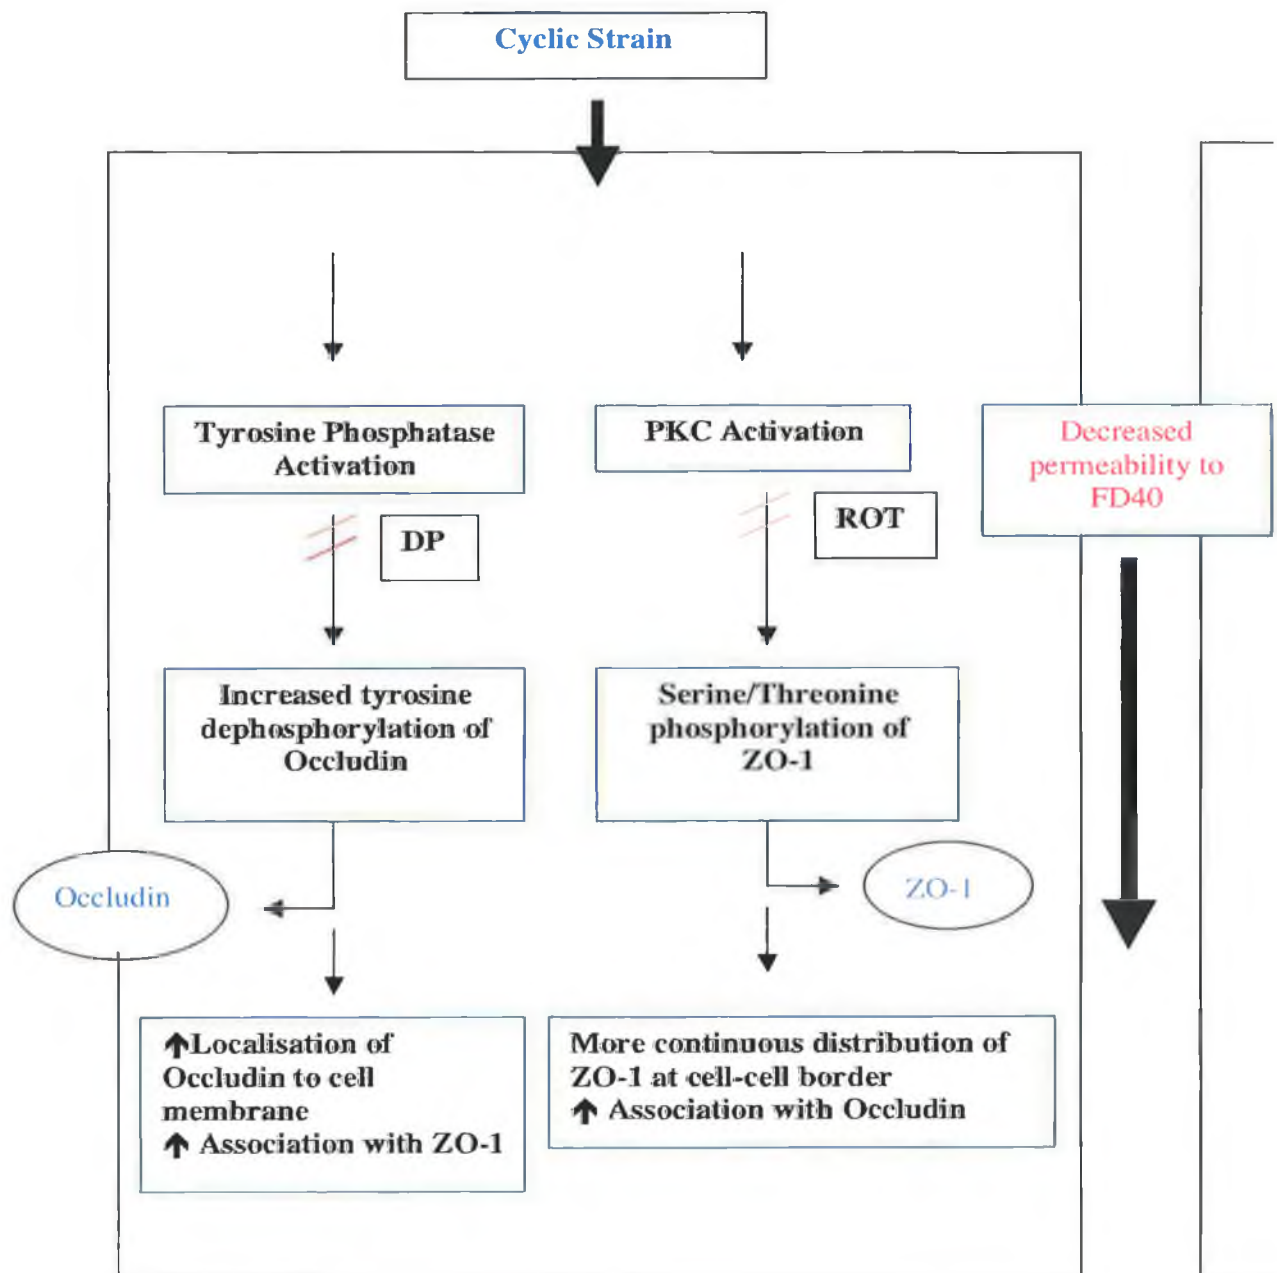 Cyclic Strain
Tyrosine Phosphatase
Activation
PKC Activation
Decreased
permeability to
FD40
DP
ROT
Increased tyrosine
dephosphorylation of
Occludin
Serine/Threonine
phosphorylation of
ZO-1
Occludin
ZO-1
↑Localisation of
Occludin to cell
membrane
↑ Association with ZO-1
More continuous distribution of
ZO-1 at cell-cell border
↑ Association with Occludin